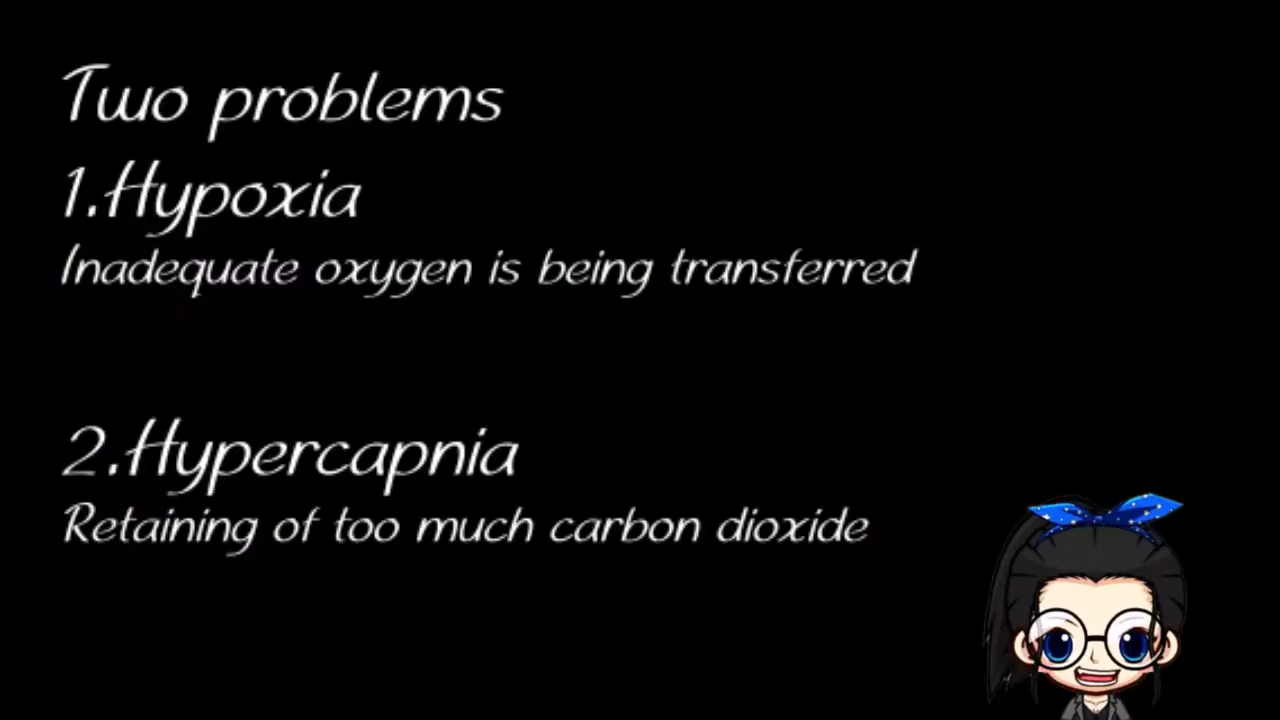 Two problems
1.Hypoxia
Inadequate oxygen is being transferred
2.Hypercapnia
Retaining of too much carbon dioxide